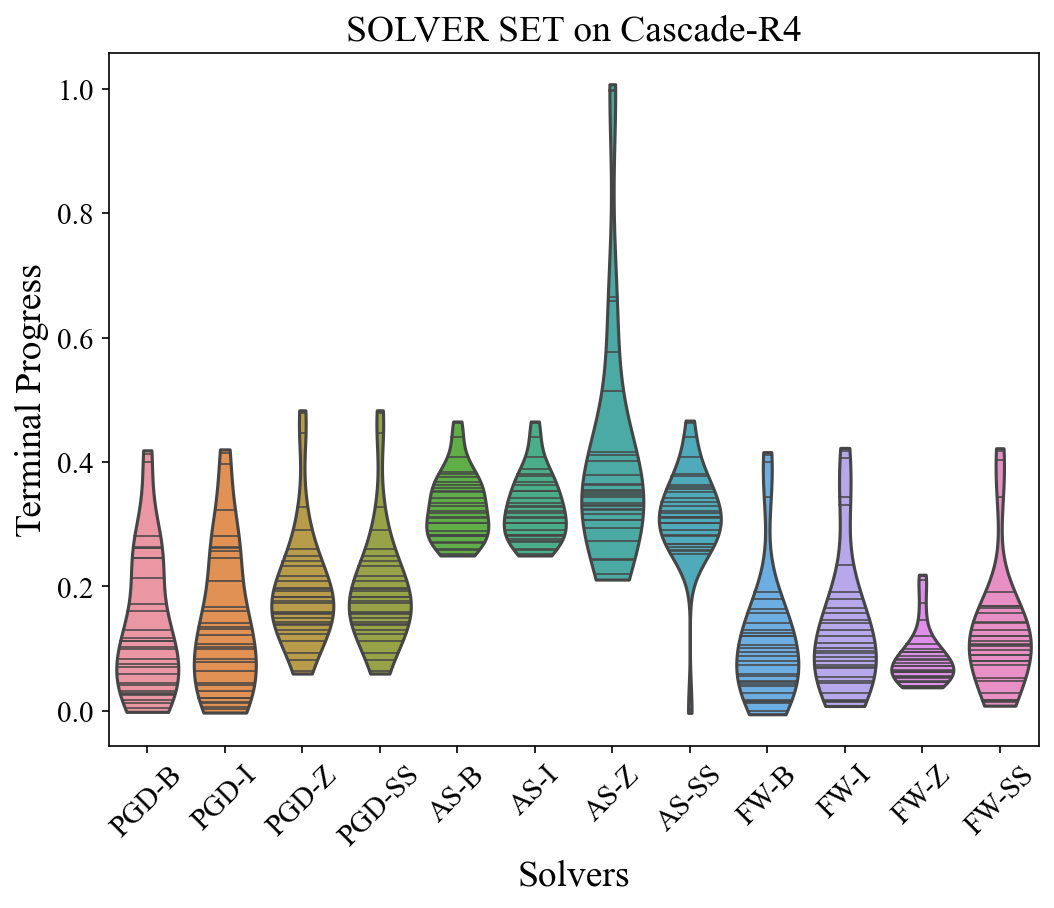 SOLVER SET on Cascade-R4
Terminal Progress
1.0
0.8
0.6
0.4
0.2
0.0
PGD-B
PGD-I
PGD-Z
PGD-SS
AS-B
AS-I
AS-Z
AS-SS
FW-B
FW-I
FW-Z
FW-SS
Solvers